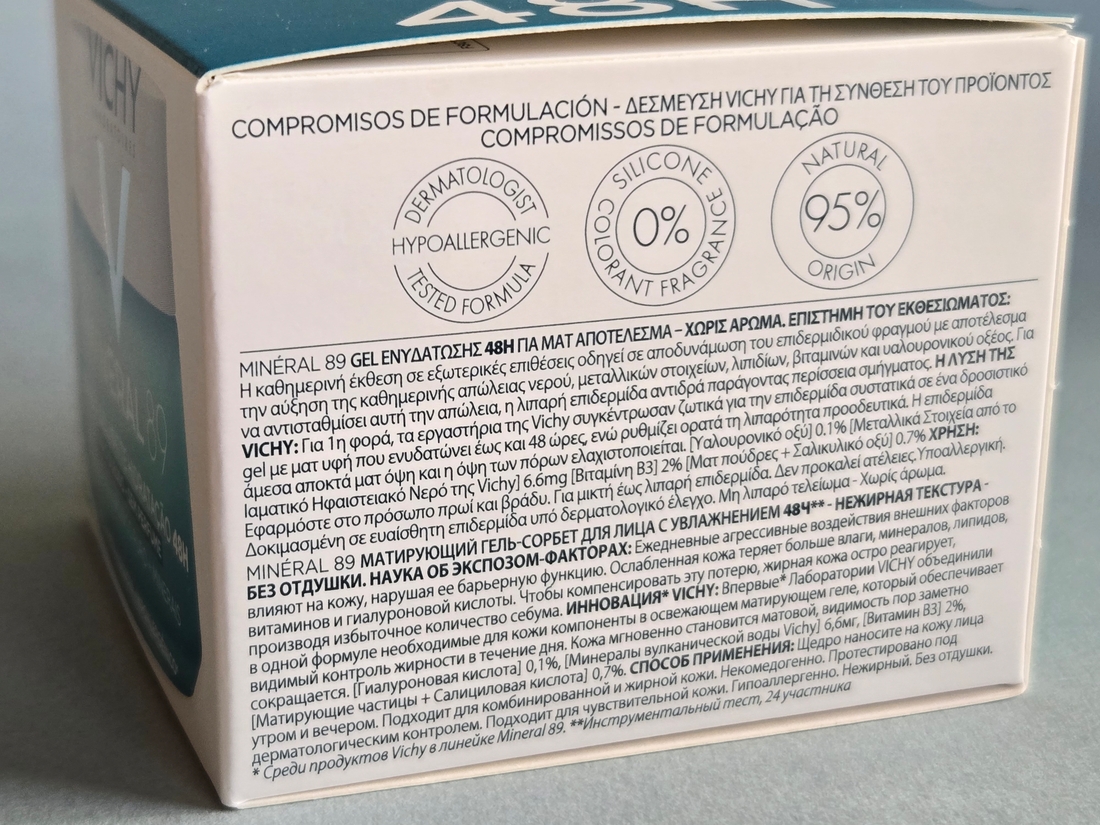 48H
VICHY
MINÉRAL 89
48H
COMPROMISOS DE FORMULACIÓN - ΔΕΣΜΕΥΣΗ VICHY ΓΙΑ ΤΗ ΣΥΝΘΕΣΗ ΤΟΥ ΠΡΟΪΟΝΤΟΣ
COMPROMISSOS DE FORMULAÇÃO
DERMATOLOGIST
HYPOALLERGENIC
TESTED FORMULA
SILICONE
COLORANT FRAGRANCE
0%
NATURAL
95%
ORIGIN
MINÉRAL 89 GEL ΕΝΥΔΑΤΩΣΗΣ 48H ΓΙΑ ΜΑΤ ΑΠΟΤΕΛΕΣΜΑ – ΧΩΡΙΣ ΑΡΩΜΑ. ΕΠΙΣΤΗΜΗ ΤΟΥ ΕΚΘΕΣΙΩΜΑΤΟΣ:
Η καθημερινή έκθεση σε εξωτερικές επιθέσεις οδηγεί σε αποδυνάμωση του επιδερμιδικού φραγμού με αποτέλεσμα
την αύξηση της καθημερινής απώλειας νερού, μεταλλικών στοιχείων, λιπιδίων, βιταμινών και υαλουρονικού οξέος. Για
να αντισταθμίσει αυτή την απώλεια, η λιπαρή επιδερμίδα αντιδρά παράγοντας περίσσεια σμήγματος. Η ΛΥΣΗ ΤΗΣ
VICHY: Για 1η φορά, τα εργαστήρια της Vichy συγκέντρωσαν ζωτικά για την επιδερμίδα συστατικά σε ένα δροσιστικό
gel με ματ υφή που ενυδατώνει έως και 48 ώρες, ενώ ρυθμίζει ορατά τη λιπαρότητα προοδευτικά. Η επιδερμίδα
άμεσα αποκτά ματ όψη και η όψη των πόρων ελαχιστοποιείται. [Υαλουρονικό οξύ] 0.1% [Μεταλλικά Στοιχεία από το
Ιαματικό Ηφαιστειακό Νερό της Vichy] 6.6mg [Βιταμίνη B3] 2% [Ματ πούδρες + Σαλικυλικό οξύ] 0.7% ΧΡΗΣΗ:
Εφαρμόστε στο πρόσωπο πρωί και βράδυ. Για μικτή έως λιπαρή επιδερμίδα. Δεν προκαλεί ατέλειες.Υποαλλεργική.
Δοκιμασμένη σε ευαίσθητη επιδερμίδα υπό δερματολογικό έλεγχο. Μη λιπαρό τελείωμα - Χωρίς άρωμα.
MINÉRAL 89 МАТИРУЮЩИЙ ГЕЛЬ-СОРБЕТ ДЛЯ ЛИЦА С УВЛАЖНЕНИЕМ 48Ч** - НЕЖИРНАЯ ТЕКСТУРА -
БЕЗ ОТДУШКИ. НАУКА ОБ ЭКСПОЗОМ-ФАКТОРАХ: Ежедневные агрессивные воздействия внешних факторов
влияют на кожу, нарушая ее барьерную функцию. Ослабленная кожа теряет больше влаги, минералов, липидов,
витаминов и гиалуроновой кислоты. Чтобы компенсировать эту потерю, жирная кожа остро реагирует,
производя избыточное количество себума. ИННОВАЦИЯ* VICHY: Впервые* Лаборатории VICHY объединили
в одной формуле необходимые для кожи компоненты в освежающем матирующем геле, который обеспечивает
видимый контроль жирности в течение дня. Кожа мгновенно становится матовой, видимость пор заметно
сокращается. [Гиалуроновая кислота] 0,1%, [Минералы вулканической воды Vichy] 6,6мг, [Витамин В3] 2%,
[Матирующие частицы + Салициловая кислота] 0,7%. СПОСОБ ПРИМЕНЕНИЯ: Щедро наносите на кожу лица
утром и вечером. Подходит для комбинированной и жирной кожи. Некомедогенно. Протестировано под
дерматологическим контролем. Подходит для чувствительной кожи. Гипоаллергенно. Нежирный. Без отдушки.
* Среди продуктов Vichy в линейке Mineral 89. **Инструментальный тест, 24 участника